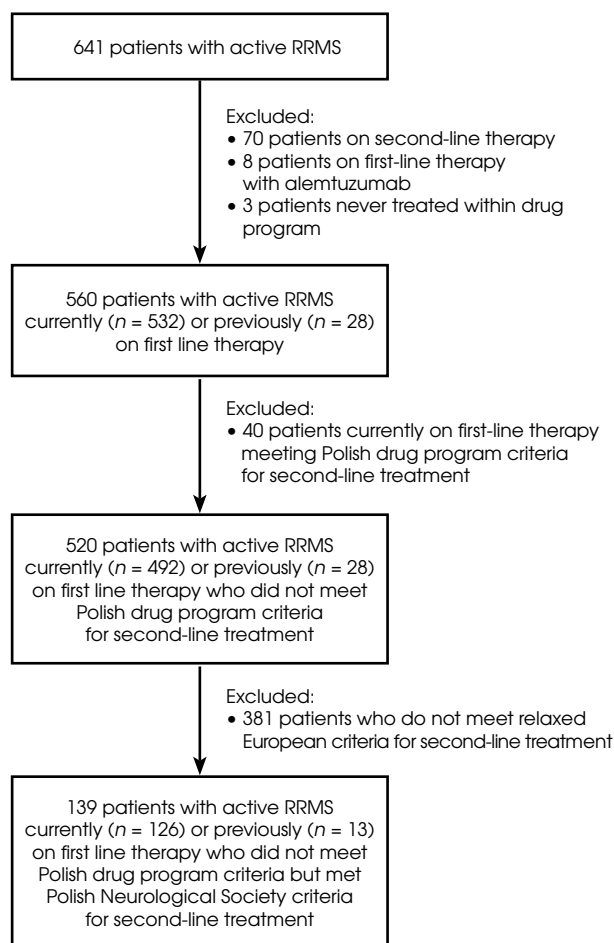 641 patients with active RRMS
Excluded:
• 70 patients on second-line therapy
• 8 patients on first-line therapy
with alemtuzumab
• 3 patients never treated within drug
program
560 patients with active RRMS
currently (n = 532) or previously (n = 28)
on first line therapy
Excluded:
• 40 patients currently on first-line therapy
meeting Polish drug program criteria
for second-line treatment
520 patients with active RRMS
currently (n = 492) or previously (n = 28)
on first line therapy who did not meet
Polish drug program criteria
for second-line treatment
Excluded:
• 381 patients who do not meet relaxed
European criteria for second-line treatment
139 patients with active RRMS
currently (n = 126) or previously (n = 13)
on first line therapy who did not meet
Polish drug program criteria but met
Polish Neurological Society criteria
for second-line treatment